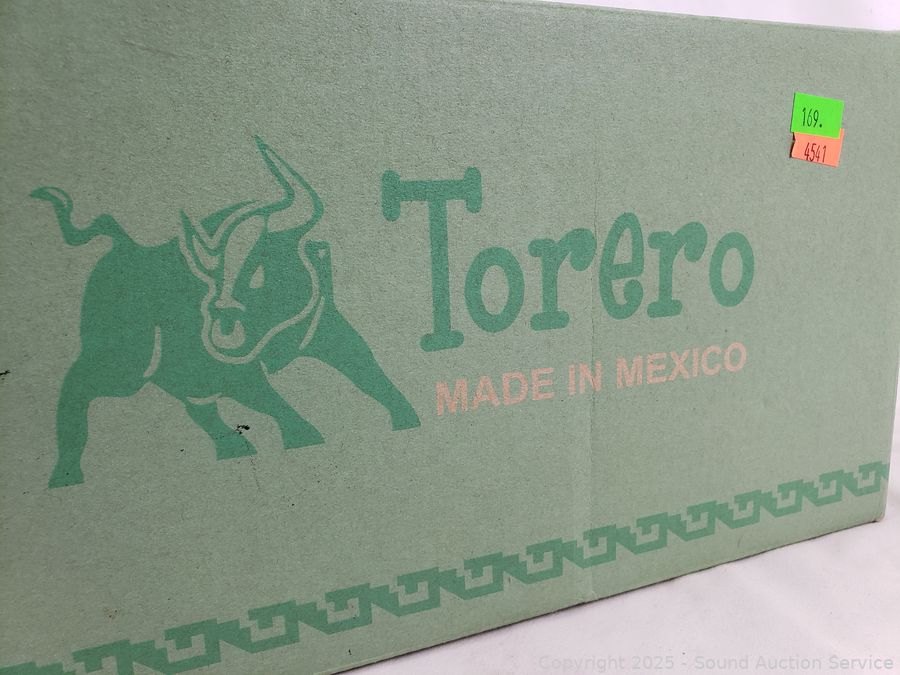 169.
4541
Torero
MADE IN MEXICO
Copyright 2025 - Sound Auction Service